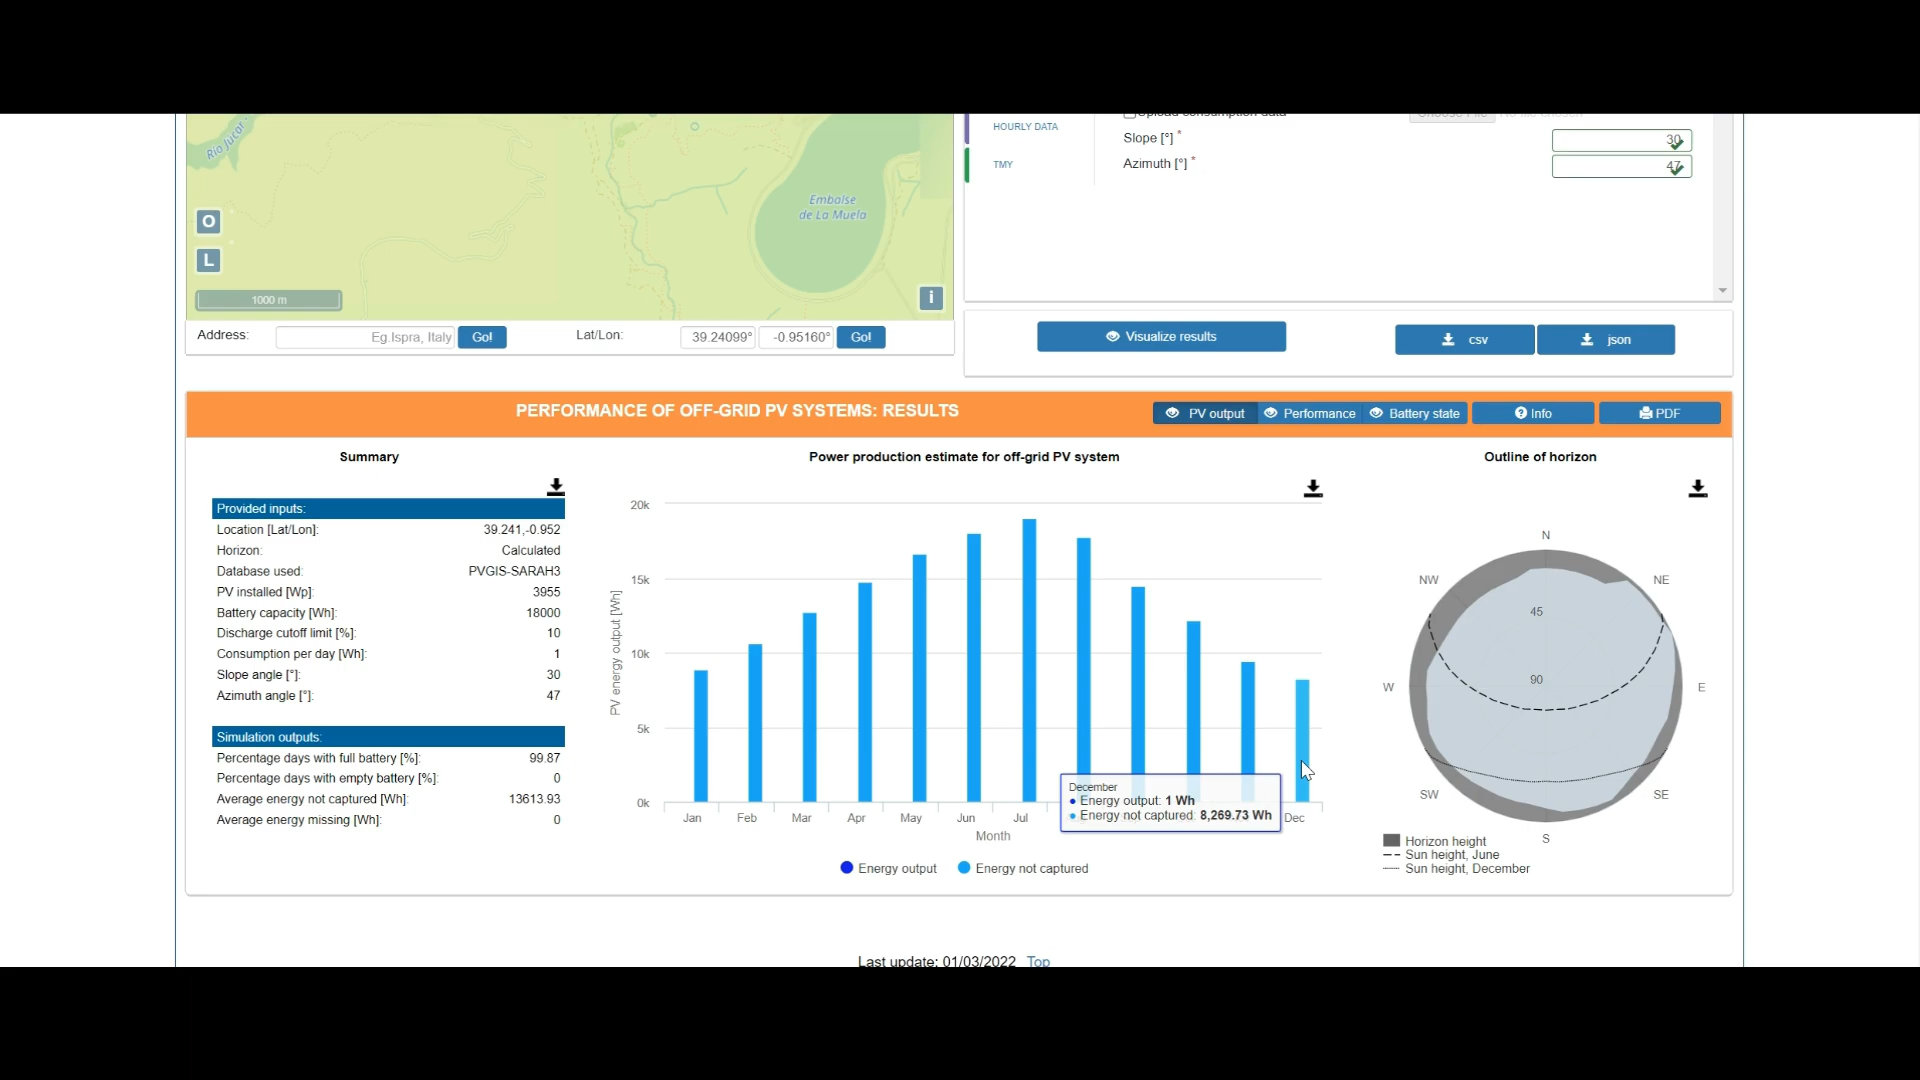 HOURLY DATA
Upload consumption data
Choose File No file chosen
Río Júcar
Slope [°] *
30
TMY
Azimuth [°] *
47
Embalse
de La Muela
O
L
1000 m
i
Address:
Eg.Ispra, Italy
Go!
Lat/Lon:
39.24099°
-0.95160°
Go!
Visualize results
csv
json
PERFORMANCE OF OFF-GRID PV SYSTEMS: RESULTS
PV output
Performance
Battery state
Info
PDF
Summary
Provided inputs:
Location [Lat/Lon]: 39.241,-0.952
Horizon: Calculated
Database used: PVGIS-SARAH3
PV installed [Wp]: 3955
Battery capacity [Wh]: 18000
Discharge cutoff limit [%]: 10
Consumption per day [Wh]: 1
Slope angle [°]: 30
Azimuth angle [°]: 47
Simulation outputs:
Percentage days with full battery [%]: 99.87
Percentage days with empty battery [%]: 0
Average energy not captured [Wh]: 13613.93
Average energy missing [Wh]: 0
Power production estimate for off-grid PV system
PV energy output [Wh]
20k
15k
10k
5k
0k
Jan Feb Mar Apr May Jun Jul Dec
Month
December
Energy output: 1 Wh
Energy not captured: 8,269.73 Wh
Energy output Energy not captured
Outline of horizon
N
NW NE
45
90
W E
SW SE
S
Horizon height
Sun height, June
Sun height, December
Last update: 01/03/2022 Top